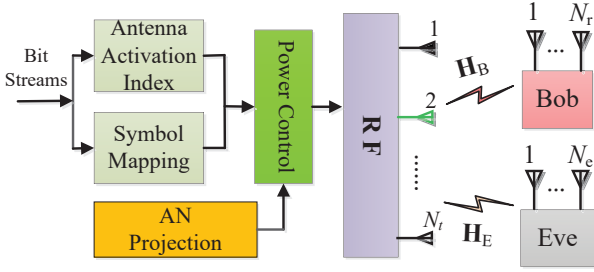 Bit
Streams
Antenna
Activation
Index
Symbol
Mapping
AN
Projection
Power Control
RF
1
2
......
N_t
H_B
H_E
1
...
N_r
Bob
1
...
N_e
Eve